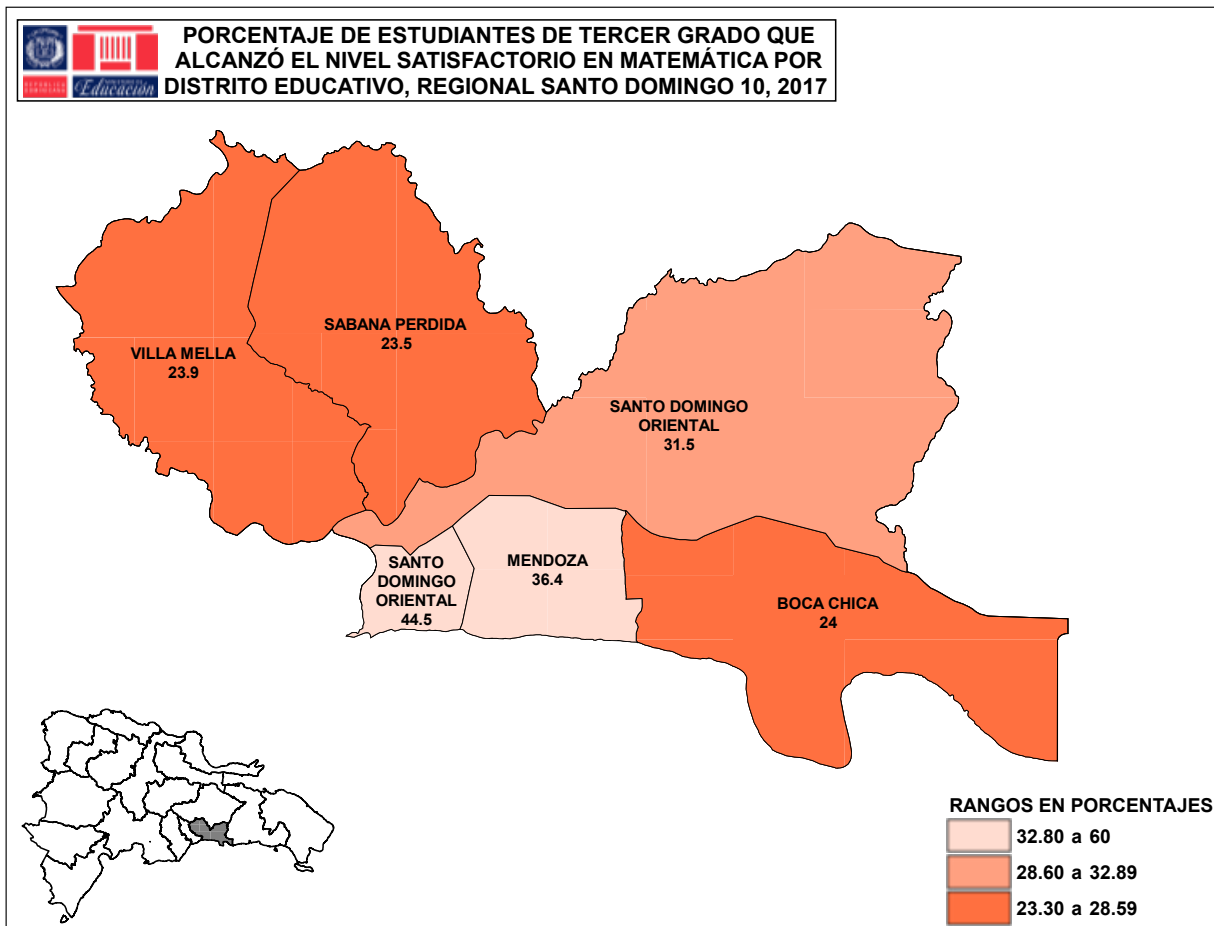 PORCENTAJE DE ESTUDIANTES DE TERCER GRADO QUE
ALCANZÓ EL NIVEL SATISFACTORIO EN MATEMÁTICA POR
DISTRITO EDUCATIVO, REGIONAL SANTO DOMINGO 10, 2017
Educación
SABANA PERDIDA
23.5
VILLA MELLA
23.9
SANTO DOMINGO
ORIENTAL
31.5
SANTO
DOMINGO
ORIENTAL
44.5
MENDOZA
36.4
BOCA CHICA
24
RANGOS EN PORCENTAJES
32.80 a 60
28.60 a 32.89
23.30 a 28.59